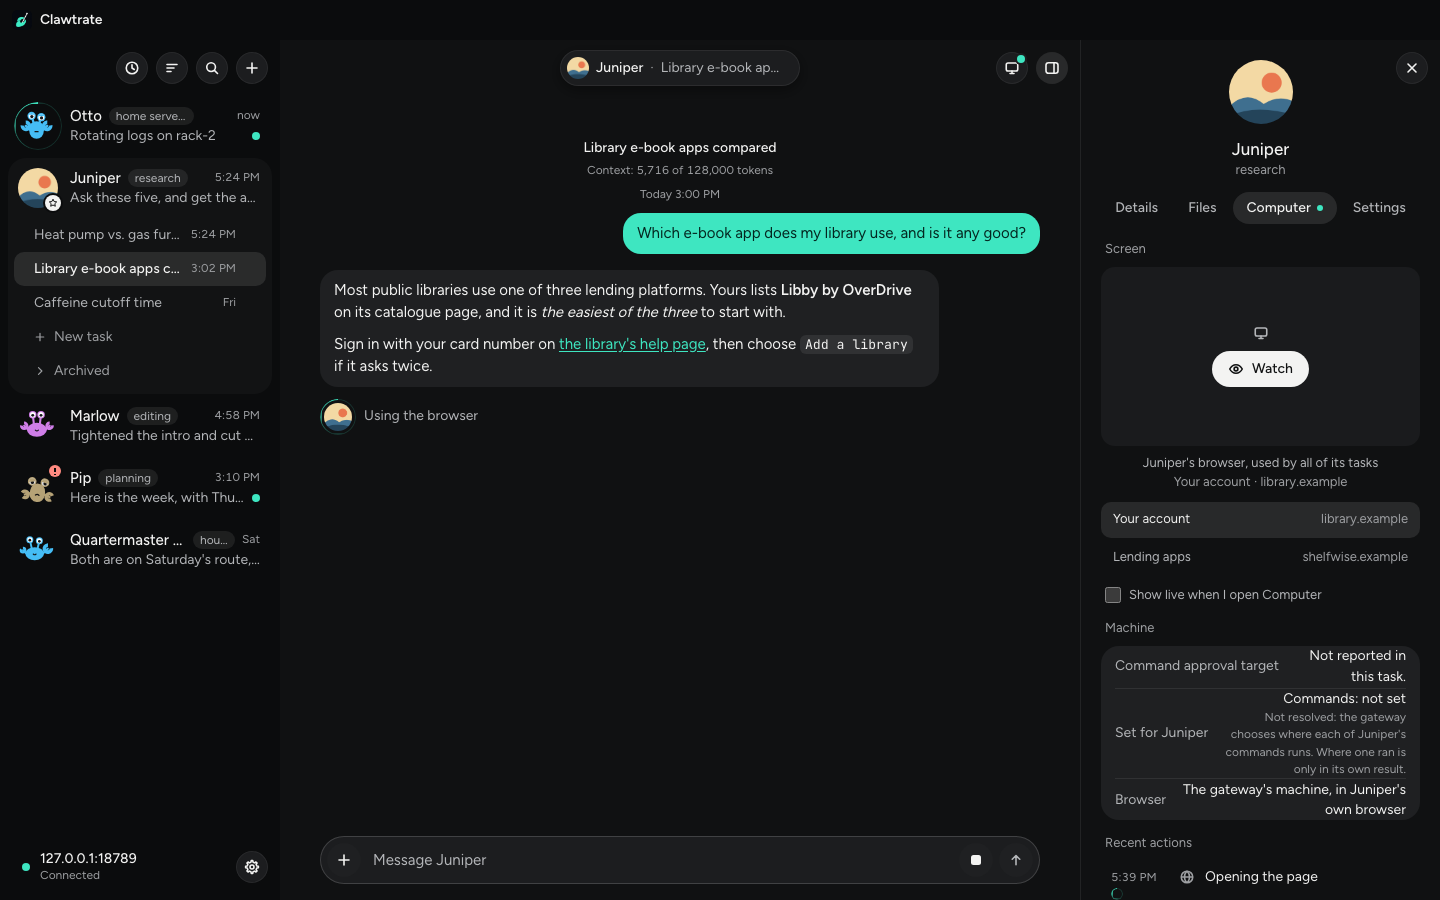 Clawtrate
Otto
home serve...
now
Rotating logs on rack-2
Juniper
research
5:24 PM
Ask these five, and get the a...
Heat pump vs. gas fur...
5:24 PM
Library e-book apps c...
3:02 PM
Caffeine cutoff time
Fri
New task
Archived
Marlow
editing
4:58 PM
Tightened the intro and cut ...
Pip
planning
3:10 PM
Here is the week, with Thu...
Quartermaster ...
hou...
Sat
Both are on Saturday's route,...
127.0.0.1:18789
Connected
Juniper · Library e-book ap...
Library e-book apps compared
Context: 5,716 of 128,000 tokens
Today 3:00 PM
Which e-book app does my library use, and is it any good?
Most public libraries use one of three lending platforms. Yours lists Libby by OverDrive
on its catalogue page, and it is the easiest of the three to start with.
Sign in with your card number on the library's help page, then choose Add a library
if it asks twice.
Using the browser
Message Juniper
Juniper
research
Details
Files
Computer
Settings
Screen
Watch
Juniper's browser, used by all of its tasks
Your account · library.example
Your account
library.example
Lending apps
shelfwise.example
Show live when I open Computer
Machine
Command approval target
Not reported in
this task.
Set for Juniper
Commands: not set
Not resolved: the gateway
chooses where each of Juniper's
commands runs. Where one ran is
only in its own result.
Browser
The gateway's machine, in Juniper's
own browser
Recent actions
5:39 PM
Opening the page